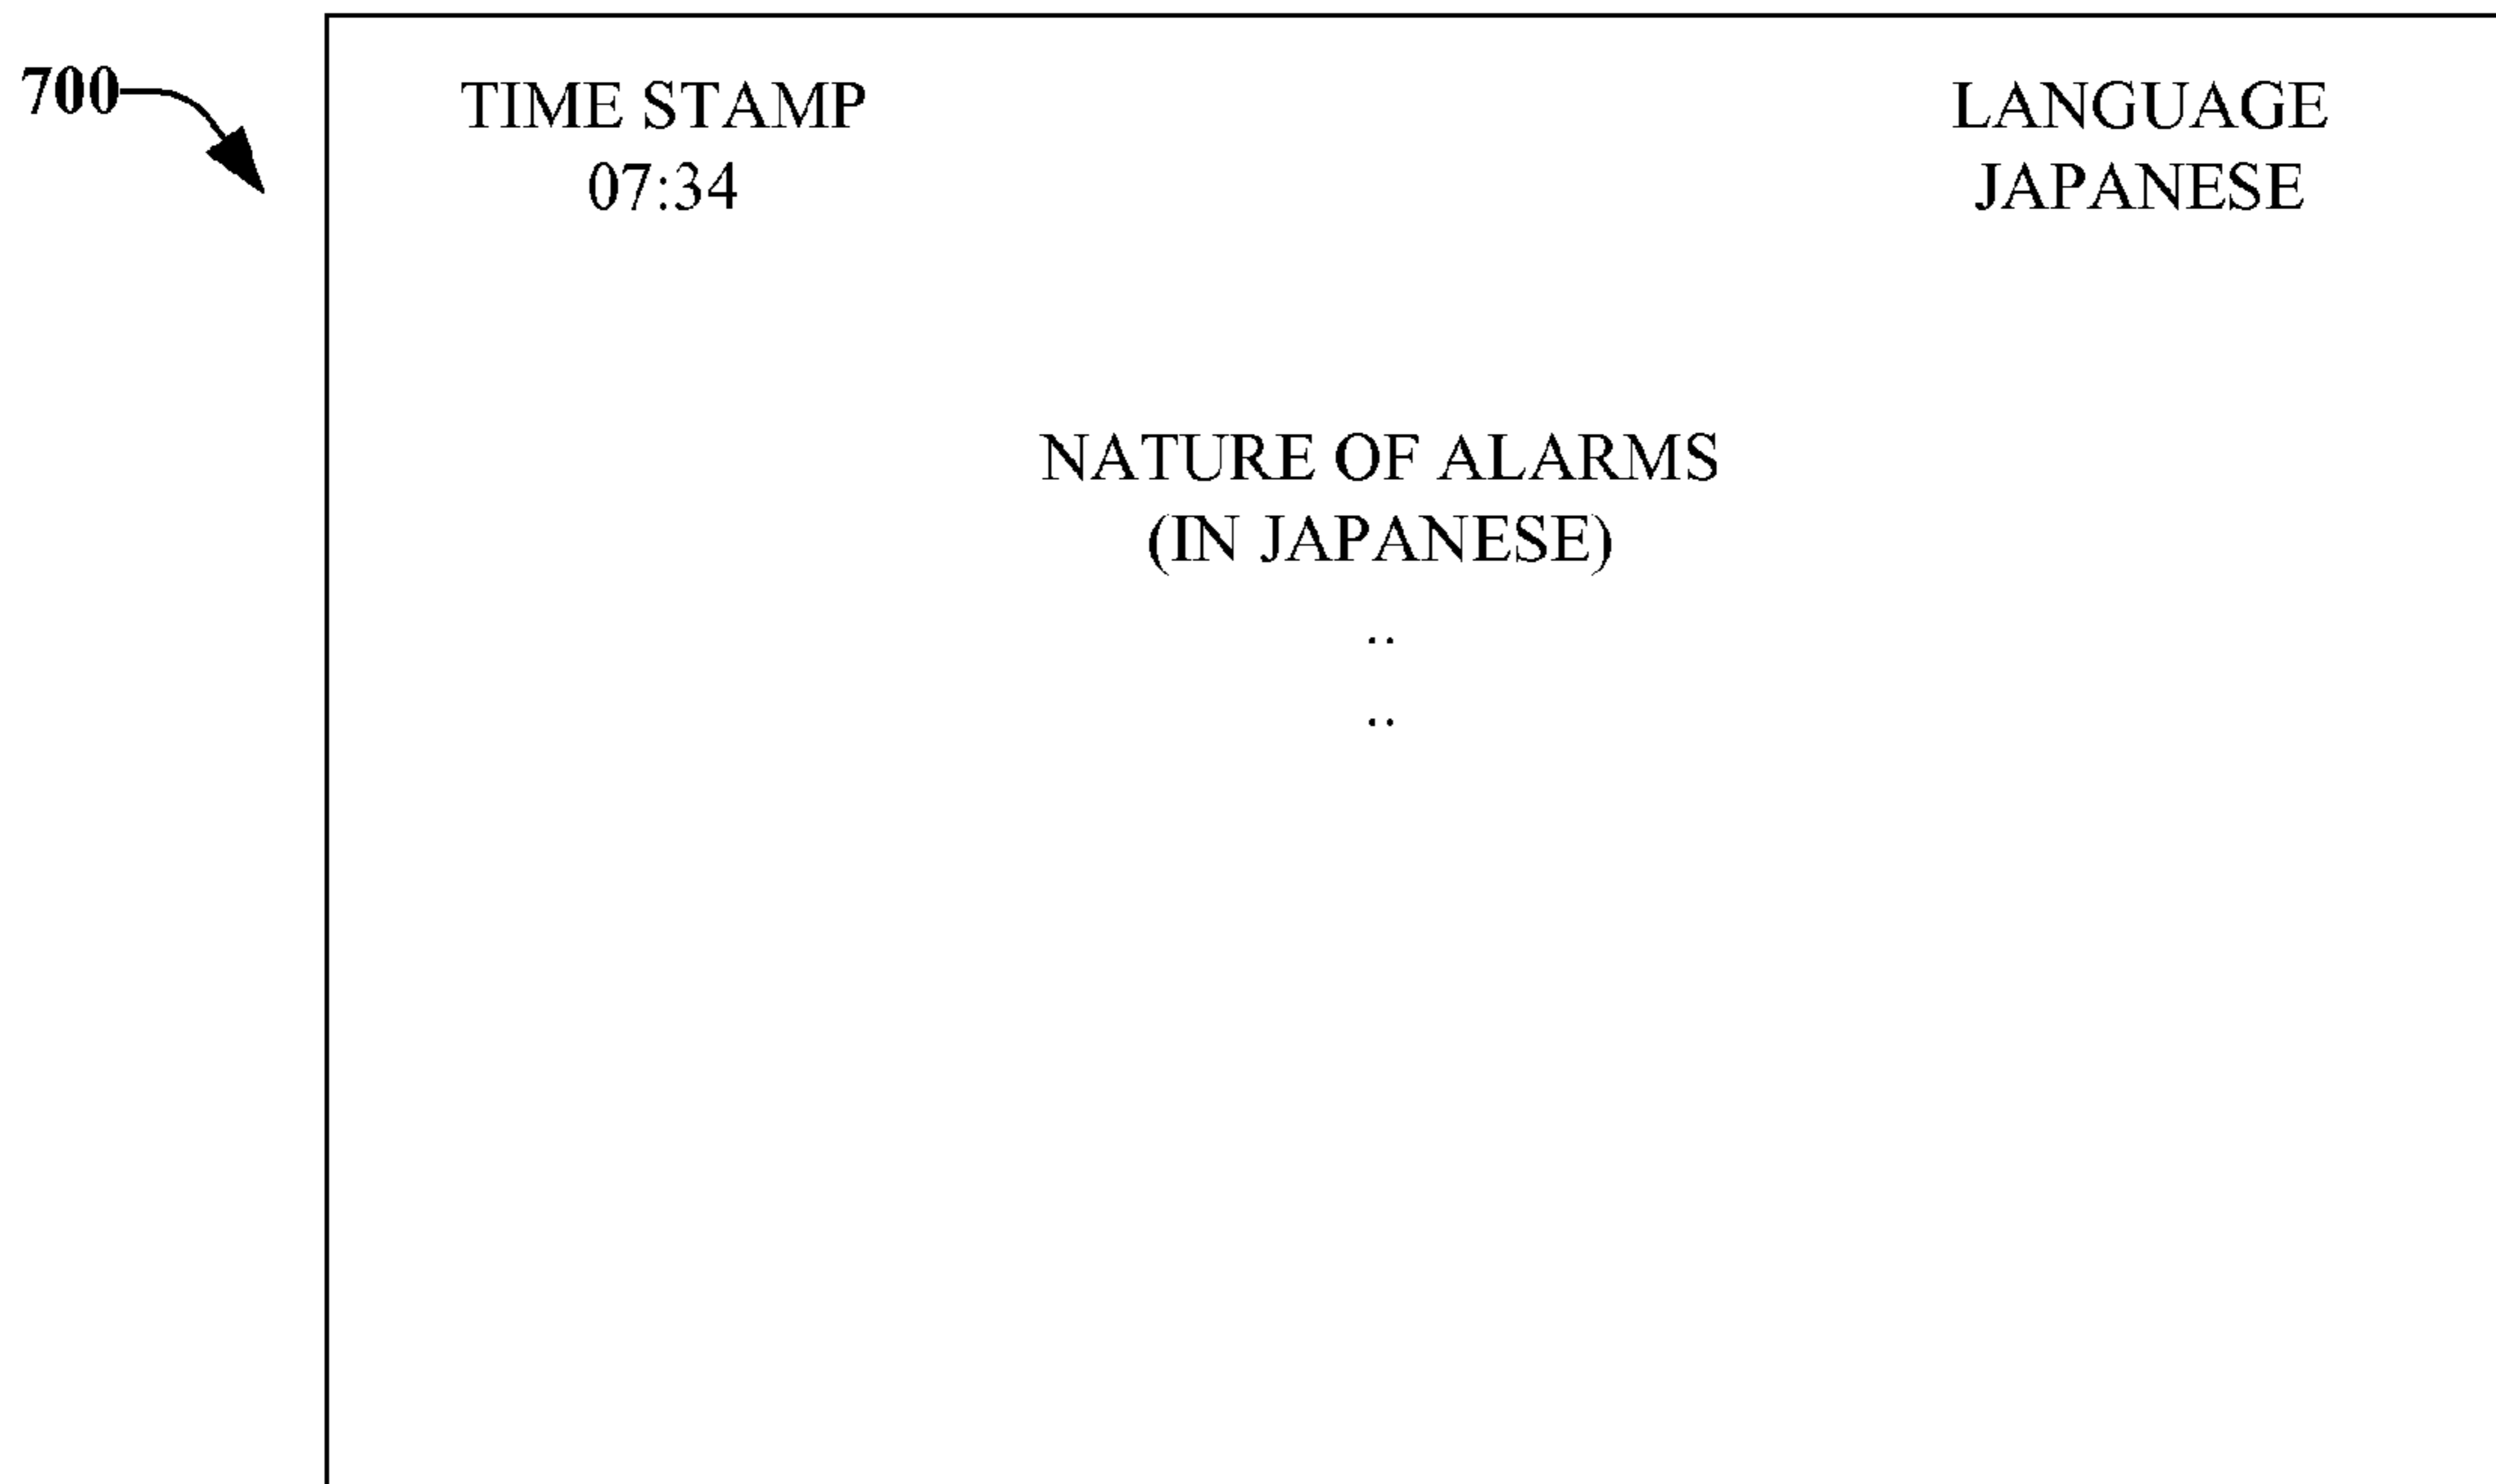 700
TIME STAMP
07:34
LANGUAGE
JAPANESE
NATURE OF ALARMS
(IN JAPANESE)
..
..